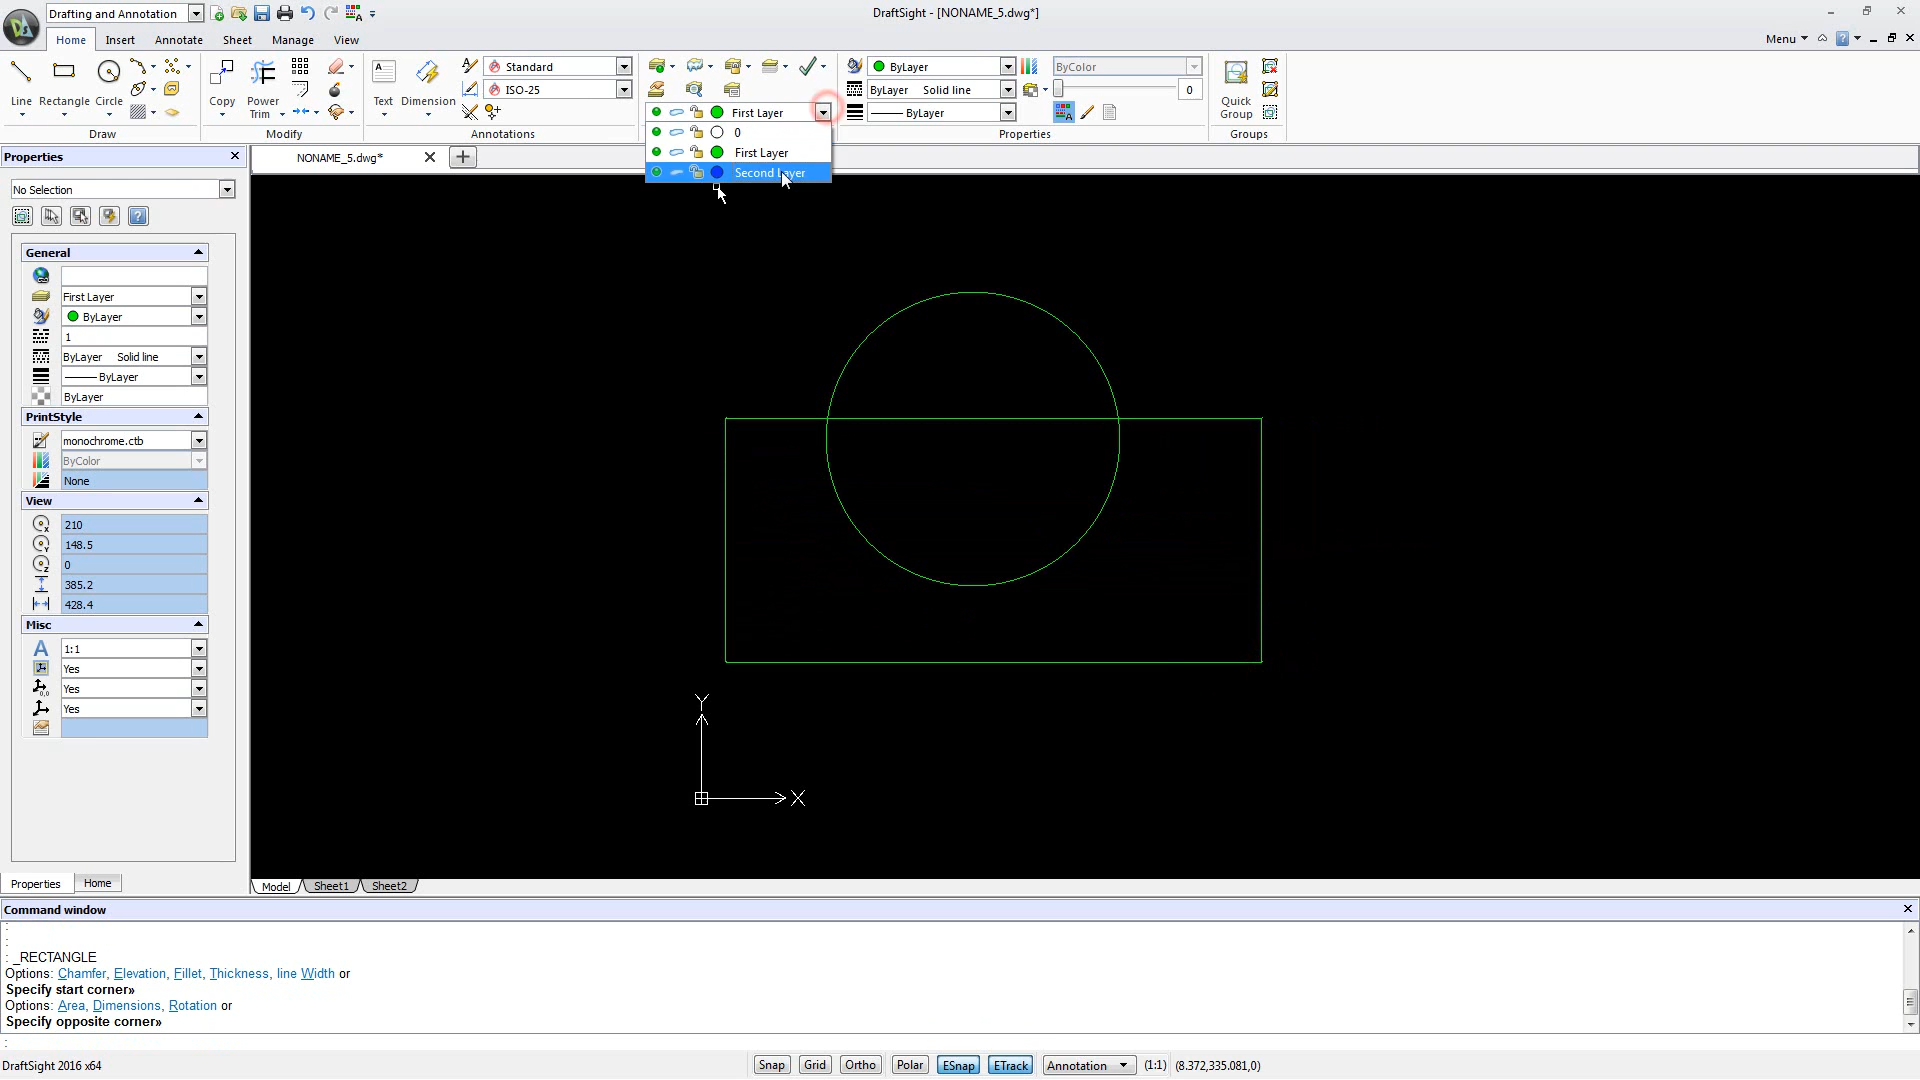 Drafting and Annotation
DraftSight - [NONAME_5.dwg*]
Home Insert Annotate Sheet Manage View
Menu
Line Rectangle Circle
Draw
Copy Power Trim
Modify
Text Dimension
Standard
ISO-25
Annotations
First Layer
0
First Layer
Second Layer
ByLayer
ByLayer Solid line
ByLayer
ByColor
0
Properties
Quick Group
Groups
Properties
NONAME_5.dwg*
No Selection
General
First Layer
ByLayer
1
ByLayer Solid line
ByLayer
ByLayer
PrintStyle
monochrome.ctb
ByColor
None
View
210
148.5
0
385.2
428.4
Misc
1:1
Yes
Yes
Yes
Y
X
Properties Home
Model Sheet1 Sheet2
Command window
:
:
: _RECTANGLE
Options: Chamfer, Elevation, Fillet, Thickness, line Width or
Specify start corner»
Options: Area, Dimensions, Rotation or
Specify opposite corner»
:
DraftSight 2016 x64
Snap Grid Ortho Polar ESnap ETrack Annotation (1:1) (8.372,335.081,0)